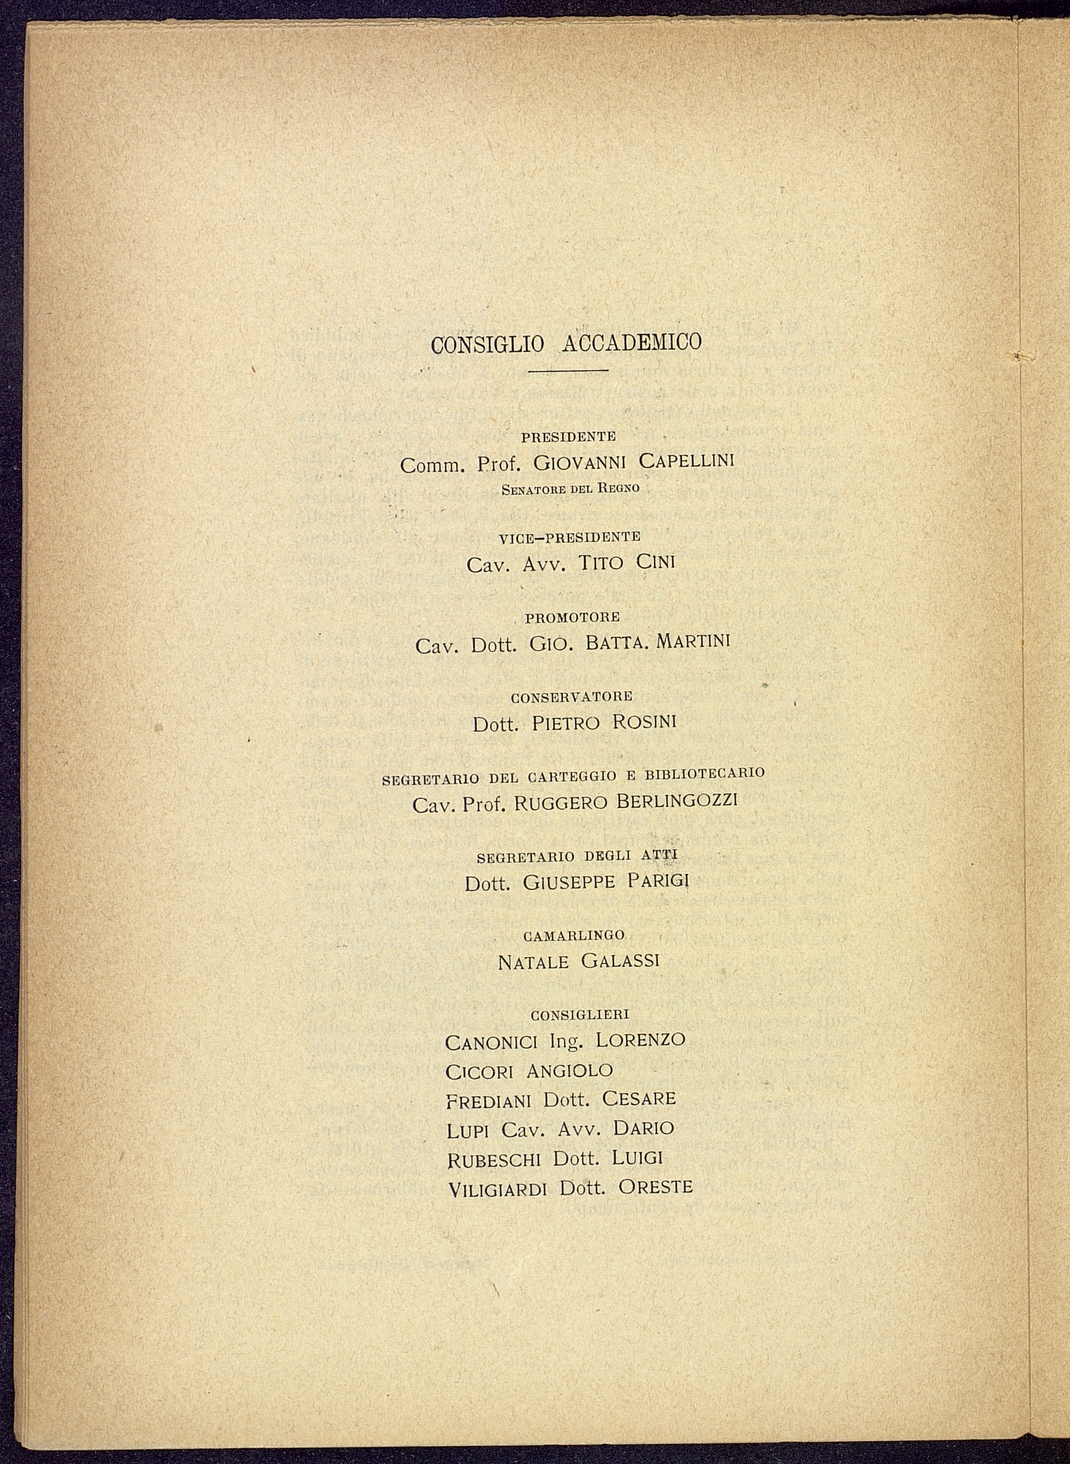 CONSIGLIO ACCADEMICO
PRESIDENTE
Comm. Prof. GIOVANNI CAPELLINI
SENATORE DEL REGNO
VICE-PRESIDENTE
Cav. Avv. TITO CINI
PROMOTORE
Cav. Dott. GIO. BATTA. MARTINI
CONSERVATORE
Dott. PIETRO ROSINI
SEGRETARIO DEL CARTEGGIO E BIBLIOTECARIO
Cav. Prof. RUGGERO BERLINGOZZI
SEGRETARIO DEGLI ATTI
Dott. GIUSEPPE PARIGI
CAMARLINGO
NATALE GALASSI
CONSIGLIERI
CANONICI Ing. LORENZO
CICORI ANGIOLO
FREDIANI Dott. CESARE
LUPI Cav. Avv. DARIO
RUBESCHI Dott. LUIGI
VILIGIARDI Dott. ORESTE